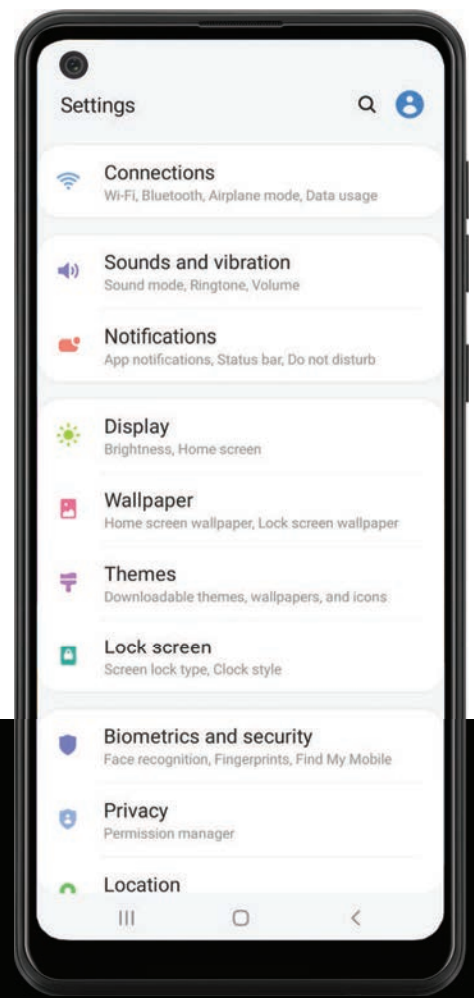 Settings
Connections
Wi-Fi, Bluetooth, Airplane mode, Data usage
Sounds and vibration
Sound mode, Ringtone, Volume
Notifications
App notifications, Status bar, Do not disturb
Display
Brightness, Home screen
Wallpaper
Home screen wallpaper, Lock screen wallpaper
Themes
Downloadable themes, wallpapers, and icons
Lock screen
Screen lock type, Clock style
Biometrics and security
Face recognition, Fingerprints, Find My Mobile
Privacy
Permission manager
Location